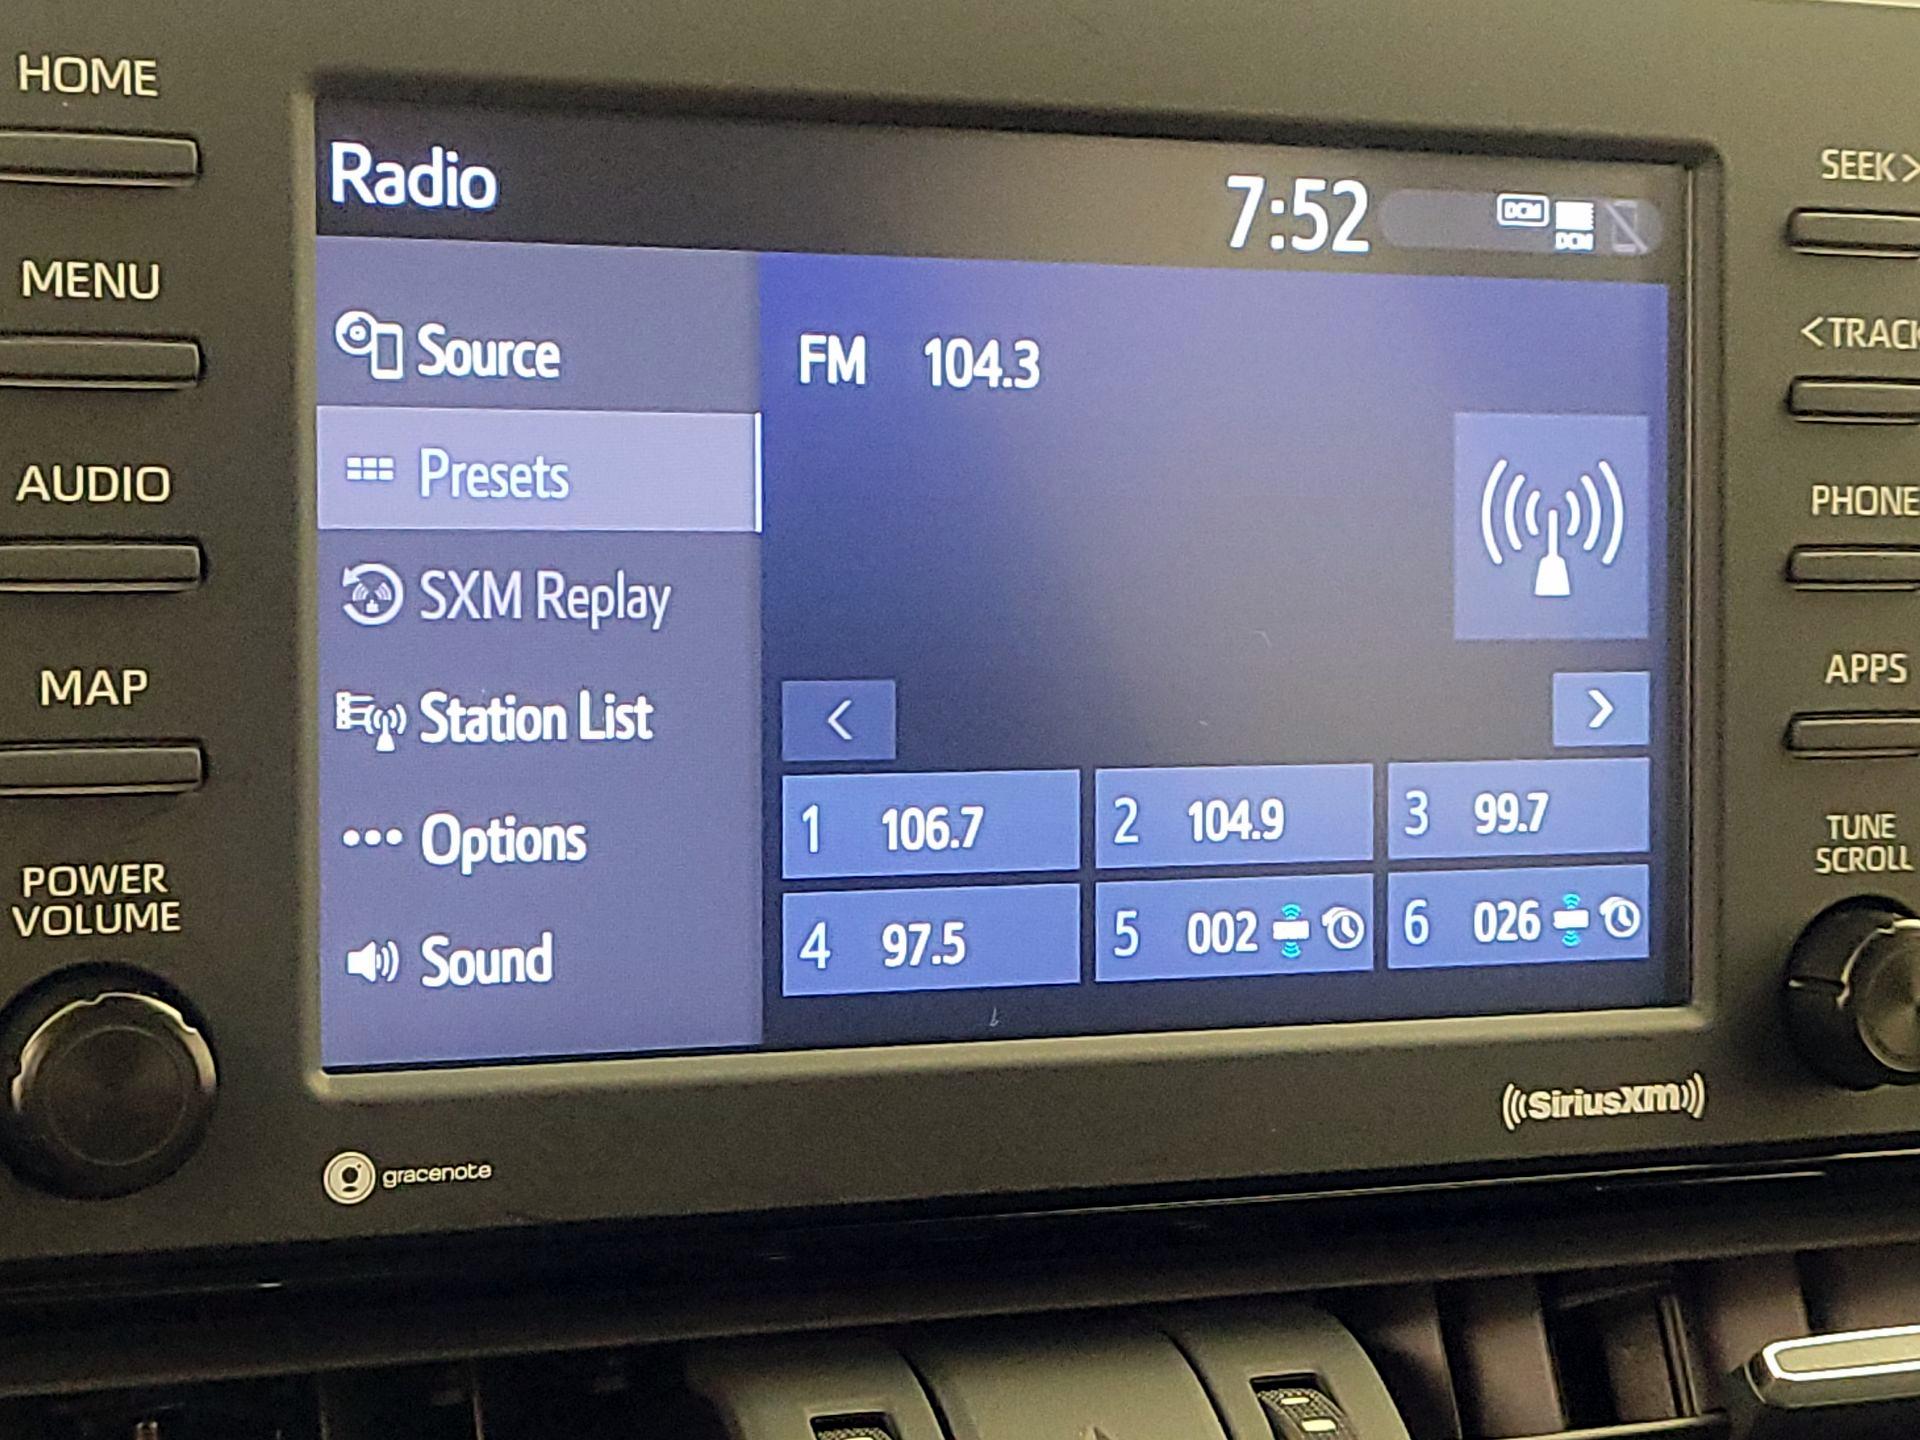 HOME
MENU
AUDIO
MAP
POWER
VOLUME
Radio
7:52
DCM
DCM
Source
Presets
SXM Replay
Station List
Options
Sound
FM 104.3
<
>
1 106.7
2 104.9
3 99.7
4 97.5
5 002
6 026
SEEK>
<TRACK
PHONE
APPS
TUNE
SCROLL
gracenote
((SiriusXM))